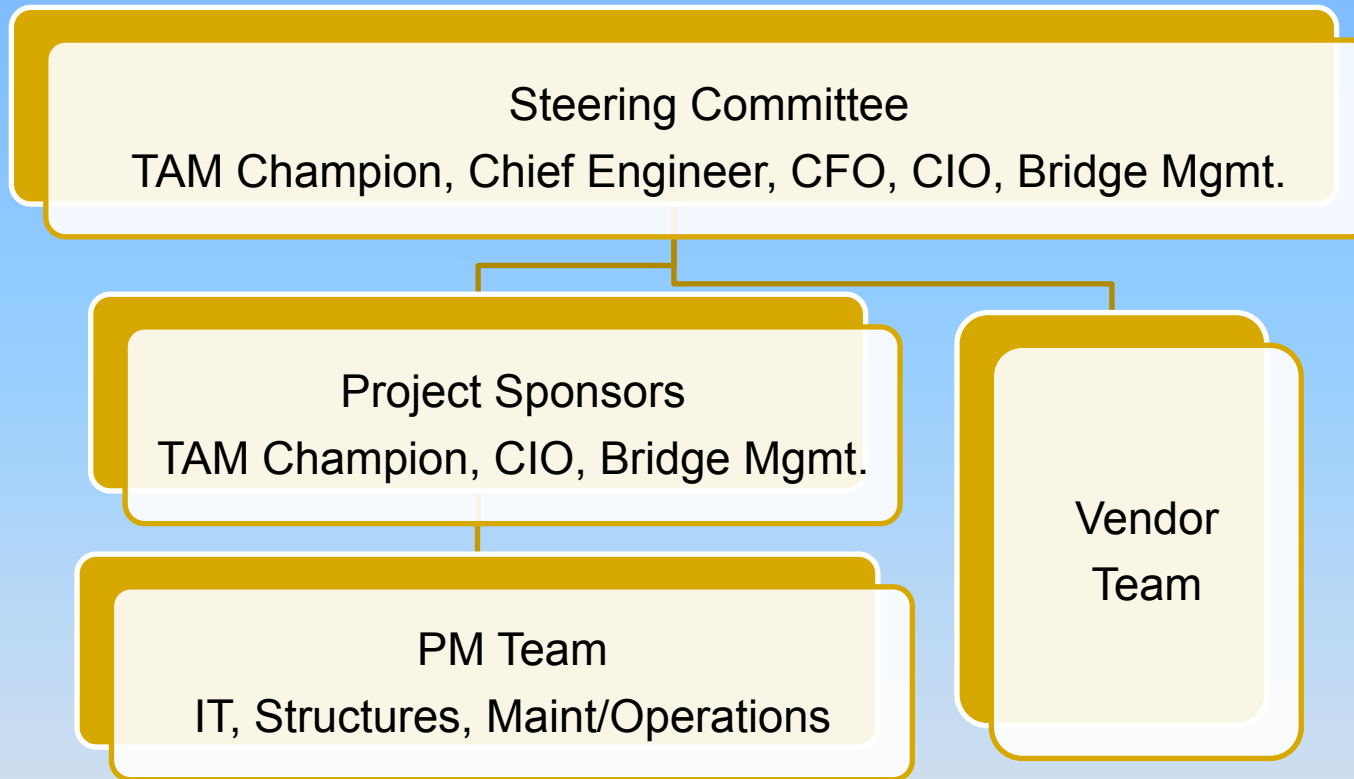 Steering Committee
TAM Champion, Chief Engineer, CFO, CIO, Bridge Mgmt.
Project Sponsors
TAM Champion, CIO, Bridge Mgmt.
Vendor
Team
PM Team
IT, Structures, Maint/Operations